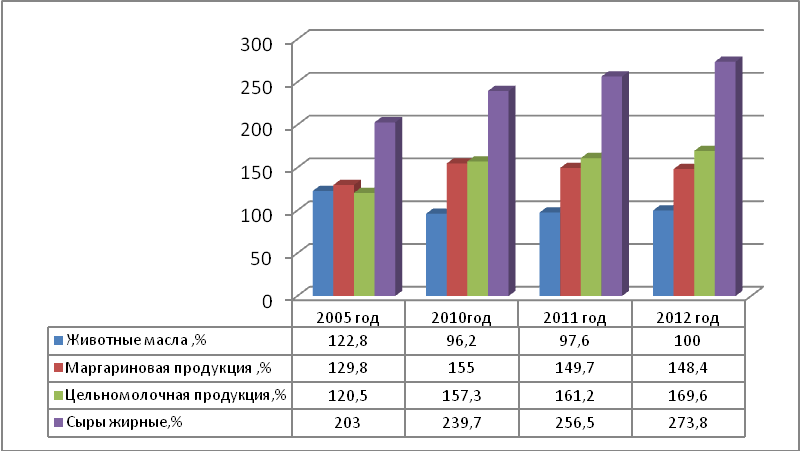 300
250
200
150
100
50
0
2005 год 2010год 2011 год 2012 год
Животные масла ,% 122,8 96,2 97,6 100
Маргариновая продукция ,% 129,8 155 149,7 148,4
Цельномолочная продукция,% 120,5 157,3 161,2 169,6
Сыры жирные,% 203 239,7 256,5 273,8